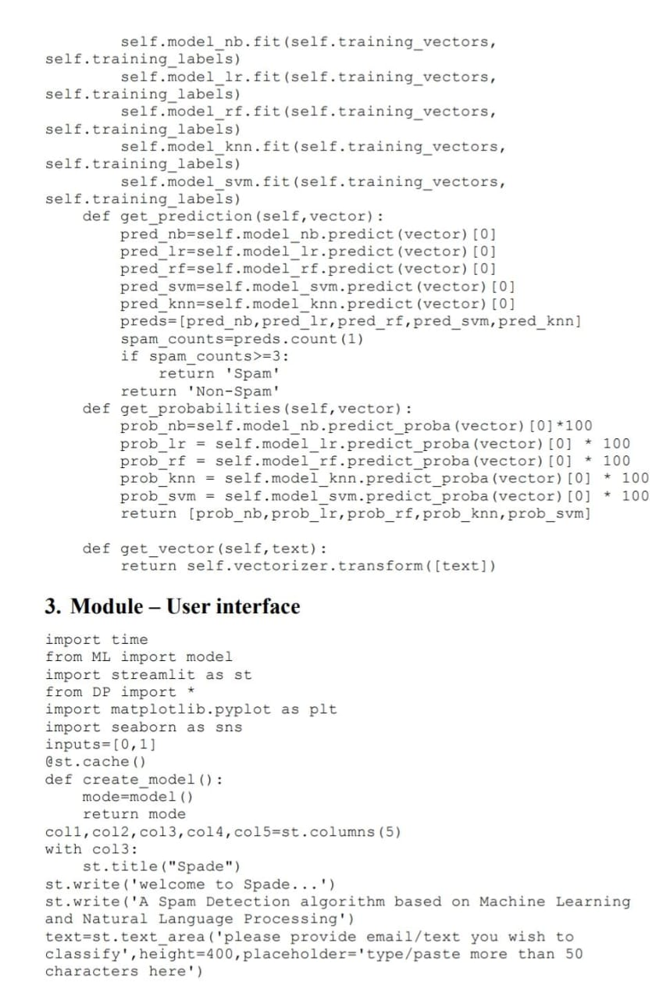 self.model_nb.fit(self.training_vectors,
self.training_labels)
        self.model_lr.fit(self.training_vectors,
self.training_labels)
        self.model_rf.fit(self.training_vectors,
self.training_labels)
        self.model_knn.fit(self.training_vectors,
self.training_labels)
        self.model_svm.fit(self.training_vectors,
self.training_labels)
    def get_prediction(self,vector):
        pred_nb=self.model_nb.predict(vector)[0]
        pred_lr=self.model_lr.predict(vector)[0]
        pred_rf=self.model_rf.predict(vector)[0]
        pred_svm=self.model_svm.predict(vector)[0]
        pred_knn=self.model_knn.predict(vector)[0]
        preds=[pred_nb,pred_lr,pred_rf,pred_svm,pred_knn]
        spam_counts=preds.count(1)
        if spam_counts>=3:
            return 'Spam'
        return 'Non-Spam'
    def get_probabilities(self,vector):
        prob_nb=self.model_nb.predict_proba(vector)[0]*100
        prob_lr = self.model_lr.predict_proba(vector)[0] * 100
        prob_rf = self.model_rf.predict_proba(vector)[0] * 100
        prob_knn = self.model_knn.predict_proba(vector)[0] * 100
        prob_svm = self.model_svm.predict_proba(vector)[0] * 100
        return [prob_nb,prob_lr,prob_rf,prob_knn,prob_svm]

    def get_vector(self,text):
        return self.vectorizer.transform([text])

3. Module – User interface
import time
from ML import model
import streamlit as st
from DP import *
import matplotlib.pyplot as plt
import seaborn as sns
inputs=[0,1]
@st.cache()
def create_model():
    mode=model()
    return mode
col1,col2,col3,col4,col5=st.columns(5)
with col3:
    st.title("Spade")
st.write('welcome to Spade...')
st.write('A Spam Detection algorithm based on Machine Learning
and Natural Language Processing')
text=st.text_area('please provide email/text you wish to
classify',height=400,placeholder='type/paste more than 50
characters here')